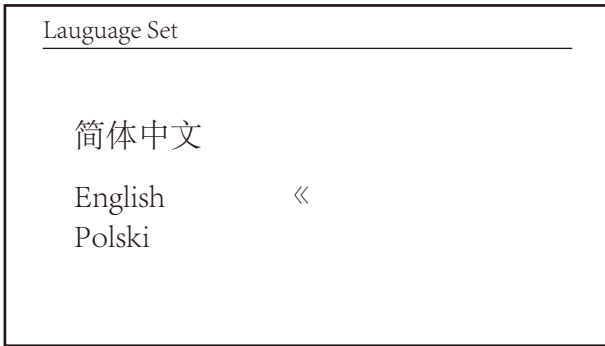 Lauguage Set
简体中文
English 《
Polski